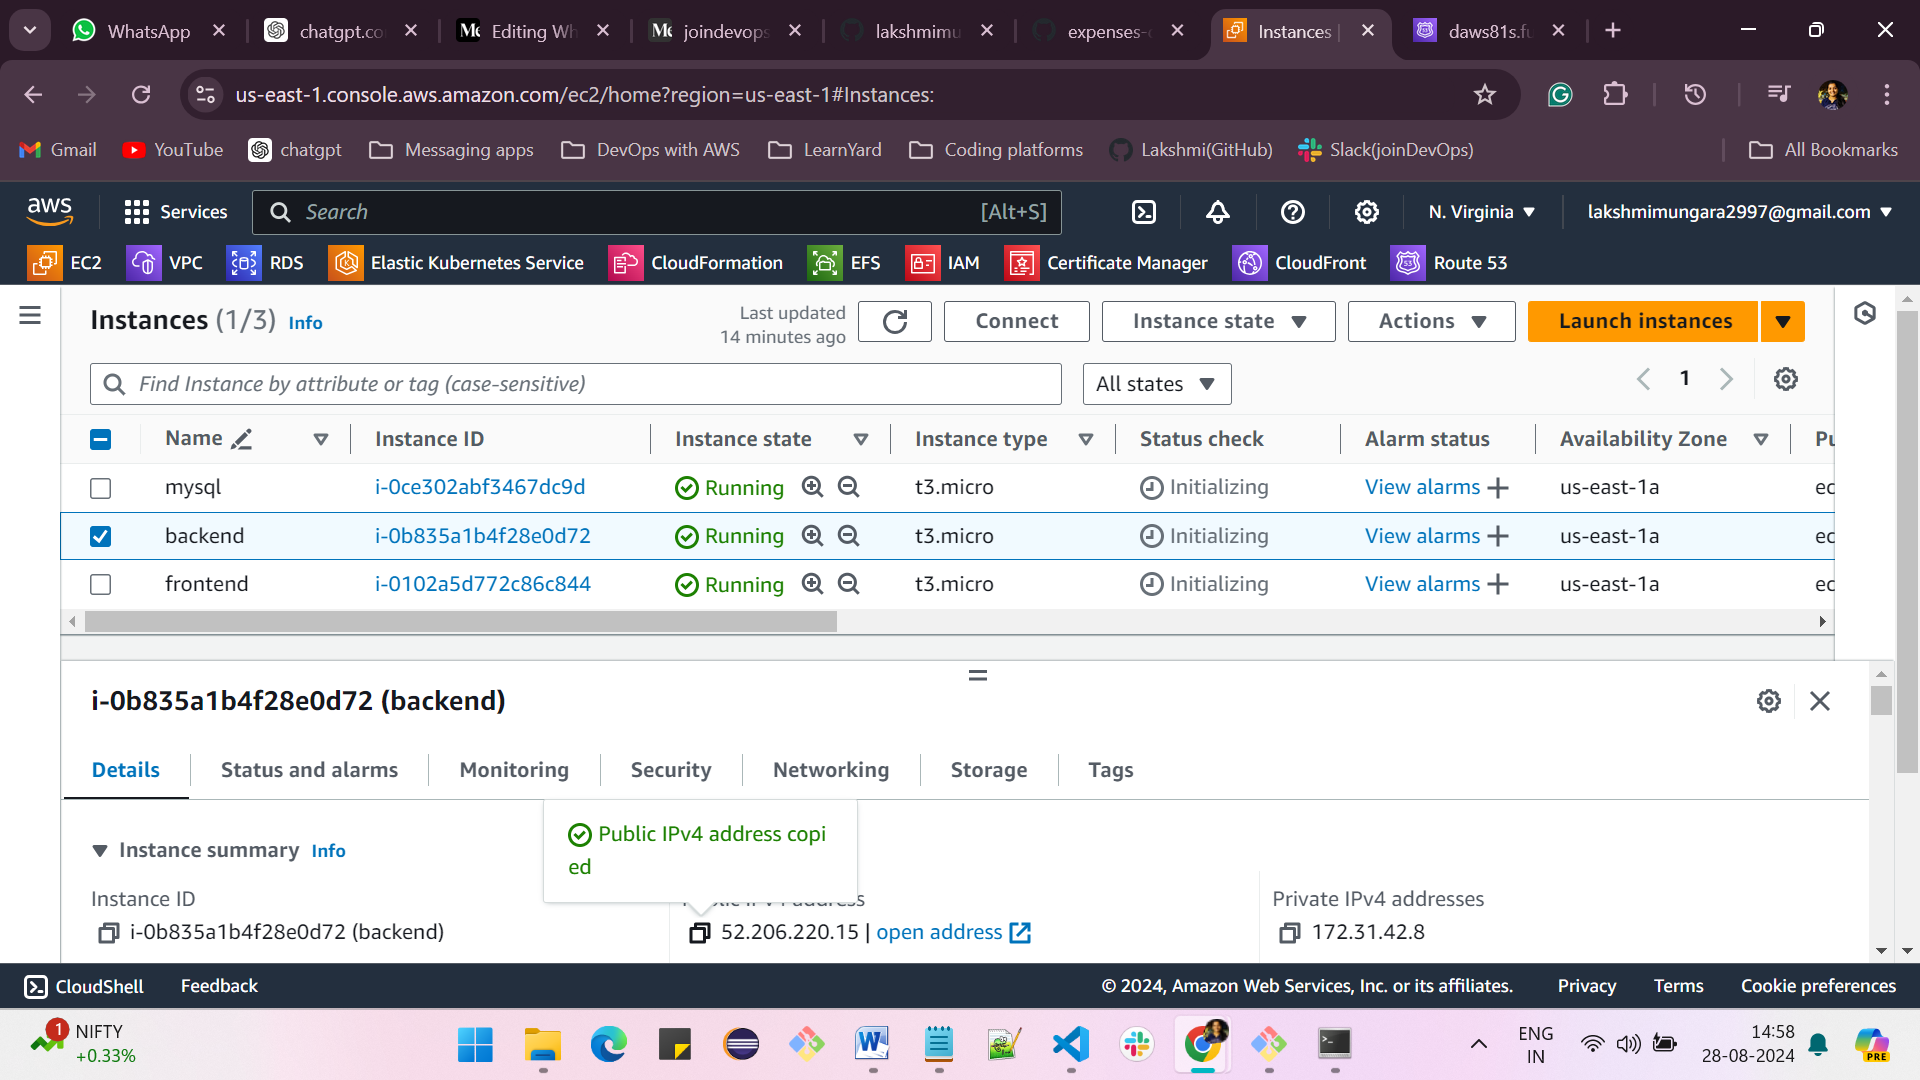 WhatsApp
chatgpt.co
Editing Wh
joindevops
lakshmimu
expenses-
Instances |
daws81s.fu
us-east-1.console.aws.amazon.com/ec2/home?region=us-east-1#Instances:
Gmail
YouTube
chatgpt
Messaging apps
DevOps with AWS
LearnYard
Coding platforms
Lakshmi(GitHub)
Slack(joinDevOps)
All Bookmarks
aws
Services
Search
[Alt+S]
N. Virginia
lakshmimungara2997@gmail.com
EC2
VPC
RDS
Elastic Kubernetes Service
CloudFormation
EFS
IAM
Certificate Manager
CloudFront
Route 53
Instances (1/3) Info
Last updated
14 minutes ago
Connect
Instance state
Actions
Launch instances
Find Instance by attribute or tag (case-sensitive)
All states
1
Name
Instance ID
Instance state
Instance type
Status check
Alarm status
Availability Zone
Pu
mysql
i-0ce302abf3467dc9d
Running
t3.micro
Initializing
View alarms
us-east-1a
ec
backend
i-0b835a1b4f28e0d72
Running
t3.micro
Initializing
View alarms
us-east-1a
ec
frontend
i-0102a5d772c86c844
Running
t3.micro
Initializing
View alarms
us-east-1a
ec
i-0b835a1b4f28e0d72 (backend)
Details
Status and alarms
Monitoring
Security
Networking
Storage
Tags
Public IPv4 address copi
ed
Instance summary Info
Instance ID
i-0b835a1b4f28e0d72 (backend)
52.206.220.15 | open address
Private IPv4 addresses
172.31.42.8
CloudShell
Feedback
© 2024, Amazon Web Services, Inc. or its affiliates.
Privacy
Terms
Cookie preferences
1
NIFTY
+0.33%
ENG
IN
14:58
28-08-2024
PRE